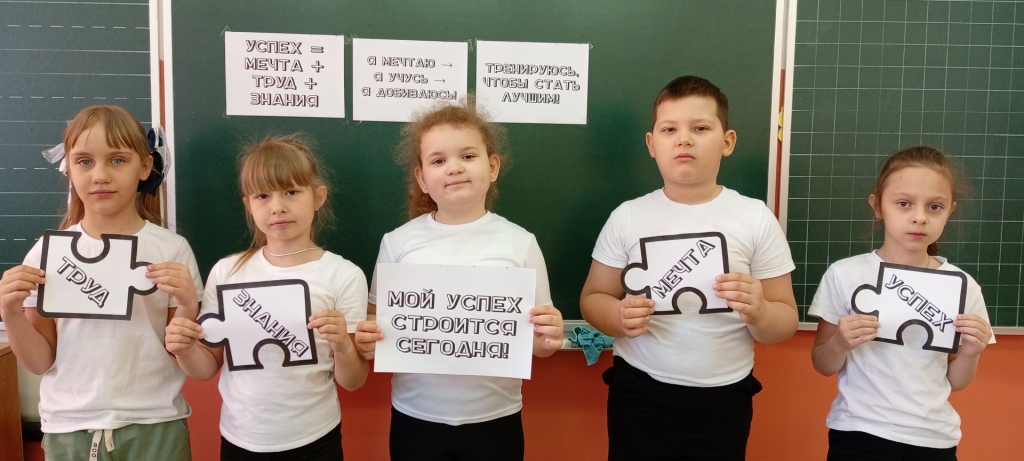 УСПЕХ =
МЕЧТА +
ТРУД +
ЗНАНИЯ
Я МЕЧТАЮ →
Я УЧУСЬ →
Я ДОБИВАЮСЬ!
ТРЕНИРУЮСЬ,
ЧТОБЫ СТАТЬ
ЛУЧШИМ!
ТРУД
ЗНАНИЯ
МОЙ УСПЕХ
СТРОИТСЯ
СЕГОДНЯ!
МЕЧТА
УСПЕХ